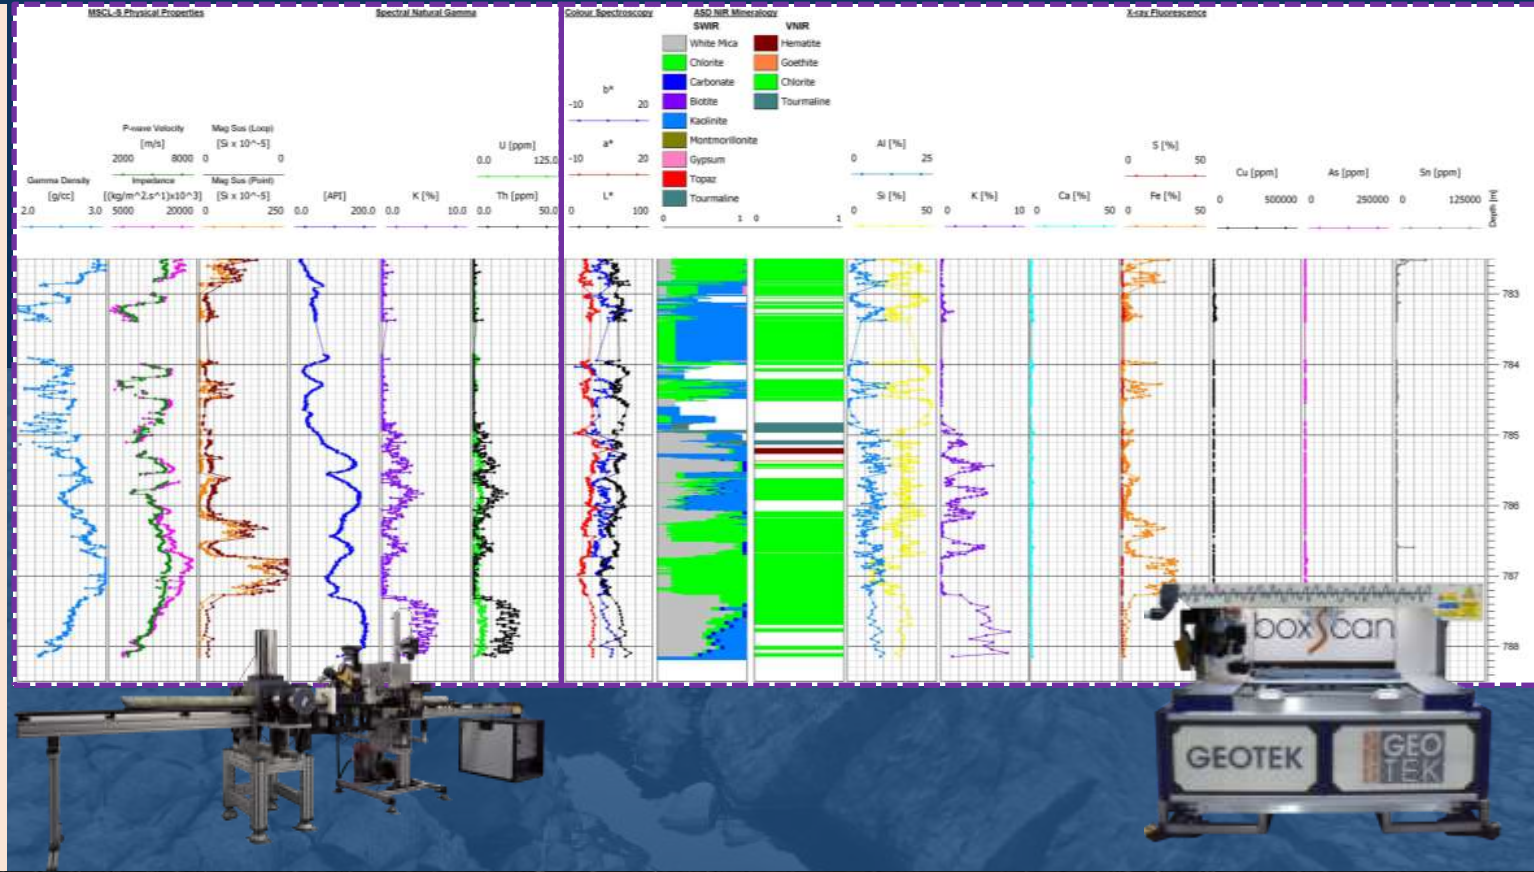 MSCL-S Physical Properties
Spectral Natural Gamma
Colour Spectroscopy
ASD NIR Mineralogy
X-ray Fluorescence
SWIR
VNIR
White Mica
Hematite
Chlorite
Goethite
Carbonate
Chlorite
Biotite
Tourmaline
Kaolinite
Montmorillonite
Gypsum
Topaz
Tourmaline
0 1 0 1
P-wave Velocity
[m/s]
2000 8000
Mag Sus (Loop)
[Si x 10^-5]
0 0
U [ppm]
0.0 125.0
Gamma Density
[g/cc]
2.0 3.0
Impedance
[(kg/m^2.s^1)x10^3]
5000 20000
Mag Sus (Point)
[Si x 10^-5]
0 250
[API]
0.0 200.0
K [%]
0.0 10.0
Th [ppm]
0.0 50.0
b*
-10 20
a*
-10 20
L*
0 100
Al [%]
0 25
Si [%]
0 50
K [%]
0 10
Ca [%]
0 50
S [%]
0 50
Fe [%]
0 50
Cu [ppm]
0 500000
As [ppm]
0 250000
Sn [ppm]
0 125000
Depth [m]
783
784
785
786
787
788
boxScan
GEOTEK
GEO
TEK